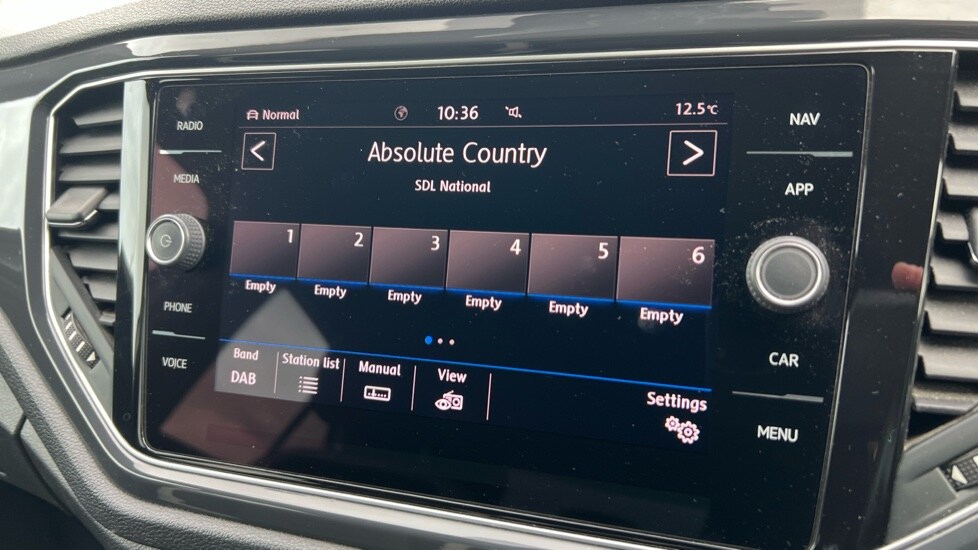 RADIO
MEDIA
PHONE
VOICE
Normal 10:36 12.5°C
Absolute Country
SDL National
1 2 3 4 5 6
Empty Empty Empty Empty Empty Empty
Band Station list Manual View Settings
DAB
NAV
APP
CAR
MENU